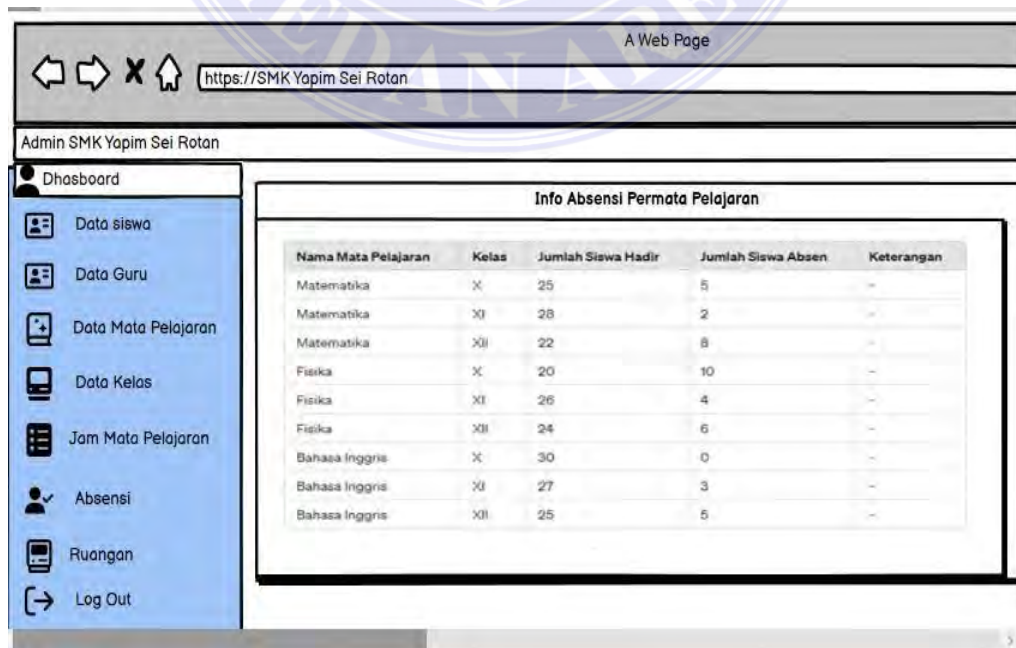 A Web Page
https://SMK Yapim Sei Rotan
Admin SMK Yapim Sei Rotan
Dhasboard
Data siswa
Data Guru
Data Mata Pelajaran
Data Kelas
Jam Mata Pelajaran
Absensi
Ruangan
Log Out
Info Absensi Permata Pelajaran
Nama Mata Pelajaran Kelas Jumlah Siswa Hadir Jumlah Siswa Absen Keterangan
Matematika X 25 5 -
Matematika XI 28 2 -
Matematika XII 22 8 -
Fisika X 20 10 -
Fisika XI 26 4 -
Fisika XII 24 6 -
Bahasa Inggris X 30 0 -
Bahasa Inggris XI 27 3 -
Bahasa Inggris XII 25 5 -